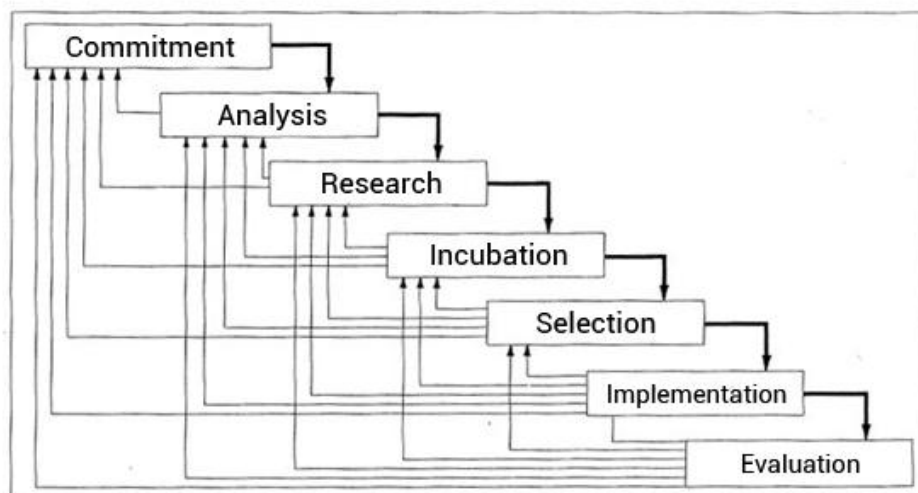 Commitment
Analysis
Research
Incubation
Selection
Implementation
Evaluation